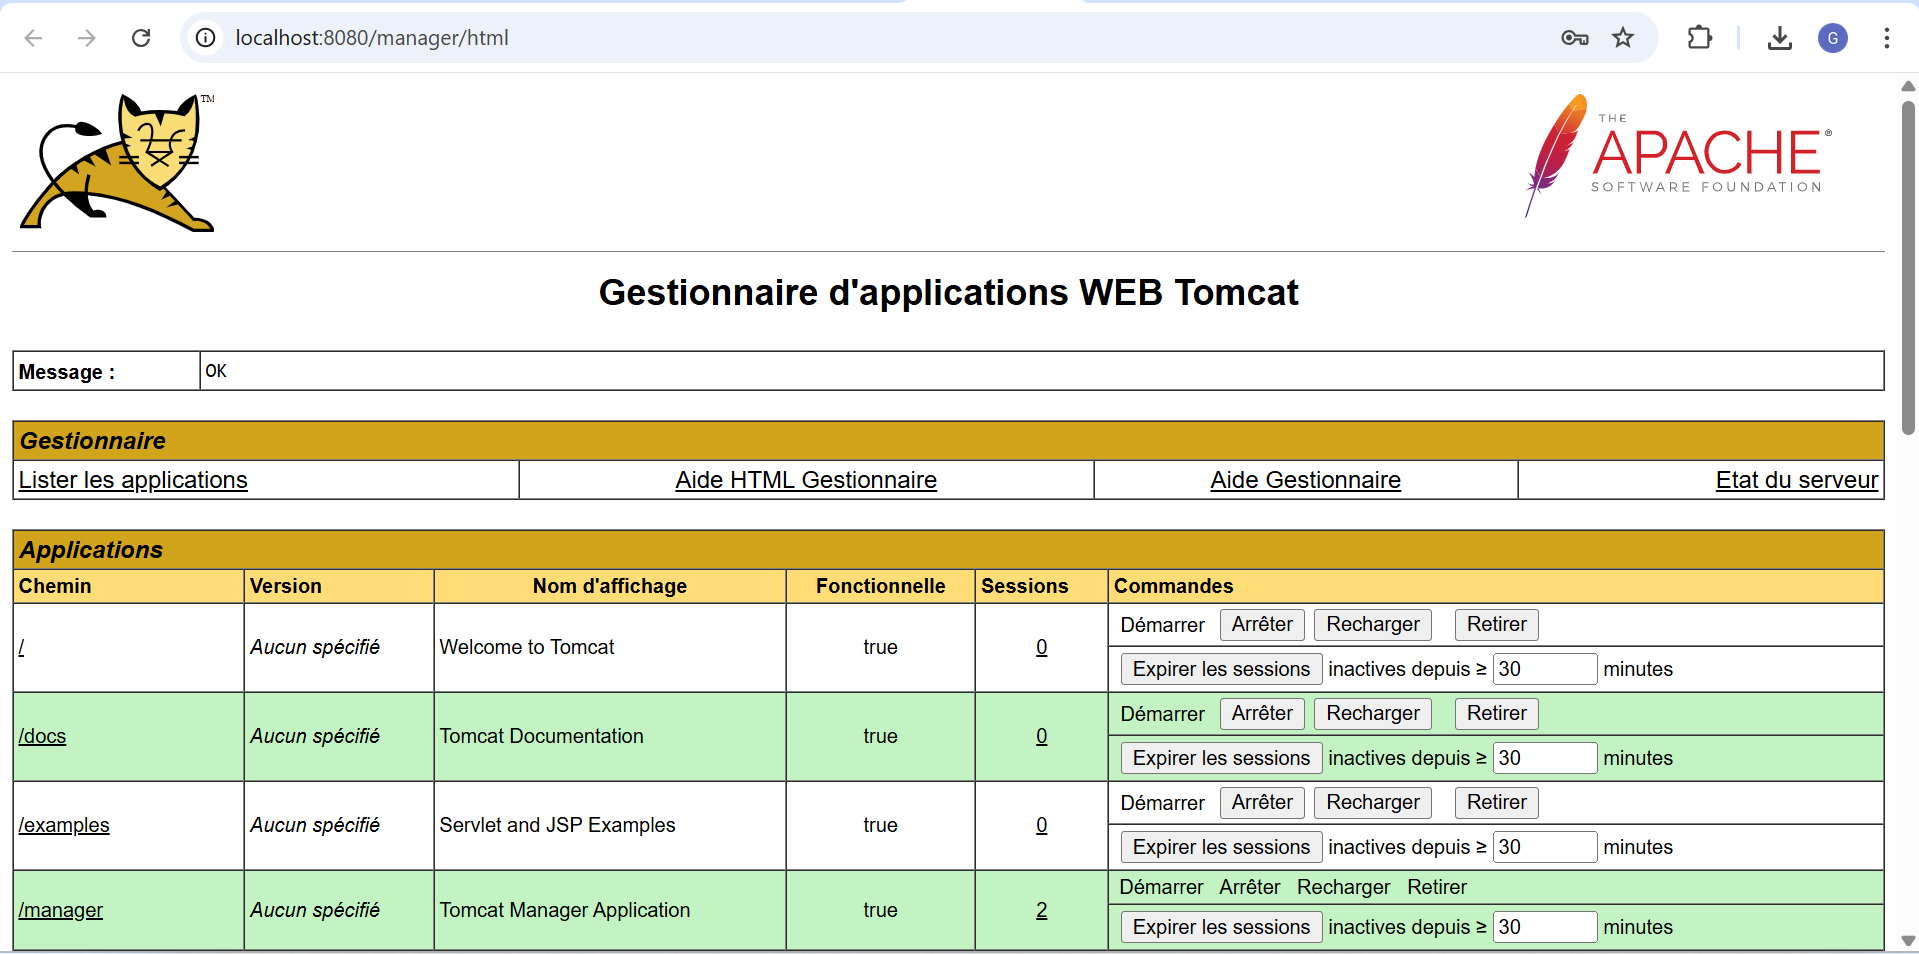 localhost:8080/manager/html
G
TM
THE
APACHE®
SOFTWARE FOUNDATION
Gestionnaire d'applications WEB Tomcat
Message : OK
Gestionnaire
Lister les applications Aide HTML Gestionnaire Aide Gestionnaire Etat du serveur
Applications
Chemin Version Nom d'affichage Fonctionnelle Sessions Commandes
/ Aucun spécifié Welcome to Tomcat true 0 Démarrer Arrêter Recharger Retirer
Expirer les sessions inactives depuis ≥ 30 minutes
/docs Aucun spécifié Tomcat Documentation true 0 Démarrer Arrêter Recharger Retirer
Expirer les sessions inactives depuis ≥ 30 minutes
/examples Aucun spécifié Servlet and JSP Examples true 0 Démarrer Arrêter Recharger Retirer
Expirer les sessions inactives depuis ≥ 30 minutes
/manager Aucun spécifié Tomcat Manager Application true 2 Démarrer Arrêter Recharger Retirer
Expirer les sessions inactives depuis ≥ 30 minutes